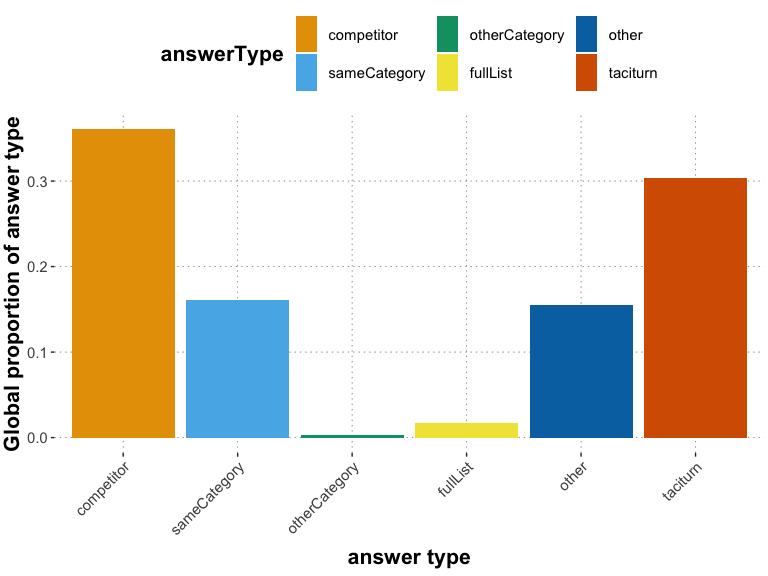 answerType
competitor
otherCategory
other
sameCategory
fullList
taciturn
Global proportion of answer type
0.3
0.2
0.1
0.0
competitor
sameCategory
otherCategory
fullList
other
taciturn
answer type